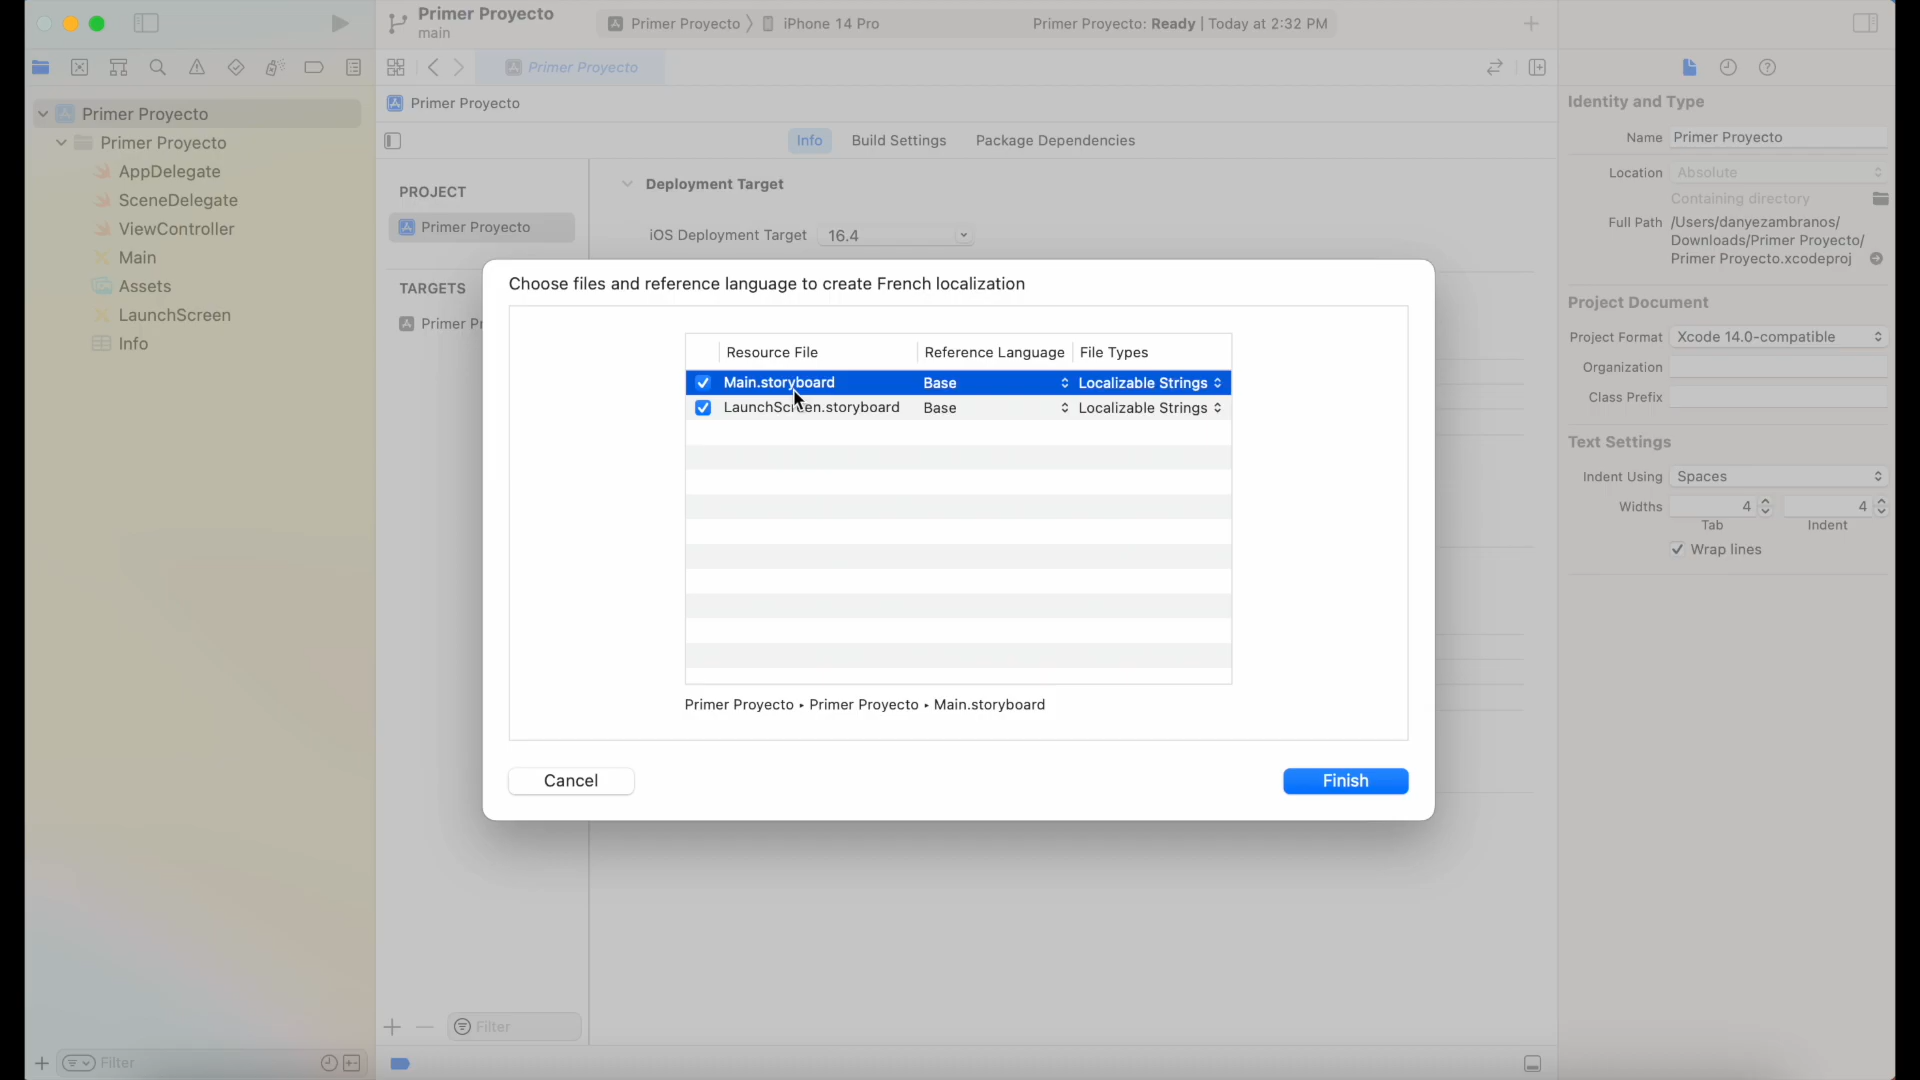 Primer Proyecto
main
Primer Proyecto
iPhone 14 Pro
Primer Proyecto: Ready | Today at 2:32 PM
Primer Proyecto
Primer Proyecto
Info
Build Settings
Package Dependencies
Primer Proyecto
Primer Proyecto
AppDelegate
SceneDelegate
ViewController
Main
Assets
LaunchScreen
Info
PROJECT
Primer Proyecto
TARGETS
Primer Pr
Deployment Target
iOS Deployment Target 16.4
Choose files and reference language to create French localization
Resource File Reference Language File Types
Main.storyboard Base Localizable Strings
LaunchScreen.storyboard Base Localizable Strings
Primer Proyecto ▸ Primer Proyecto ▸ Main.storyboard
Cancel
Finish
Filter
Filter
Identity and Type
Name Primer Proyecto
Location Absolute
Containing directory
Full Path /Users/danyezambranos/
Downloads/Primer Proyecto/
Primer Proyecto.xcodeproj
Project Document
Project Format Xcode 14.0-compatible
Organization
Class Prefix
Text Settings
Indent Using Spaces
Widths 4 4
Tab Indent
Wrap lines